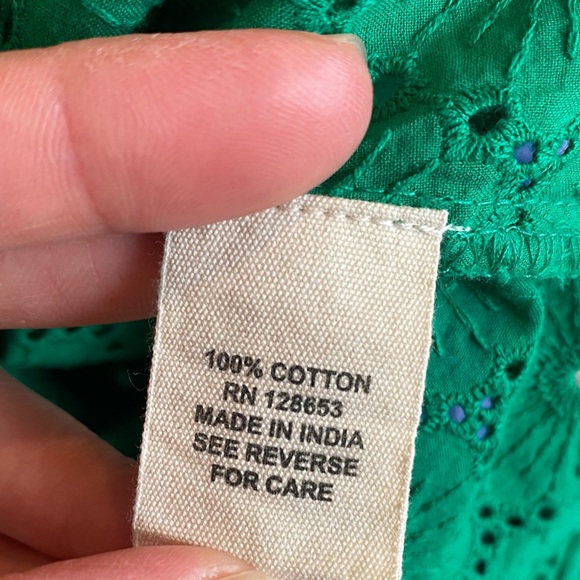 100% COTTON
RN 128653
MADE IN INDIA
SEE REVERSE
FOR CARE